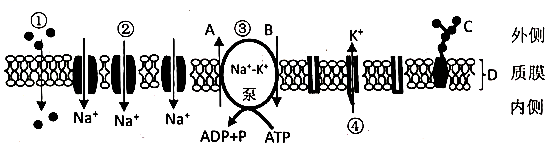 ① ② A ③ B K⁺ C 外侧
Na⁺-K⁺ 质膜 D
泵 内侧
Na⁺ Na⁺ Na⁺ ④
ADP+P ATP